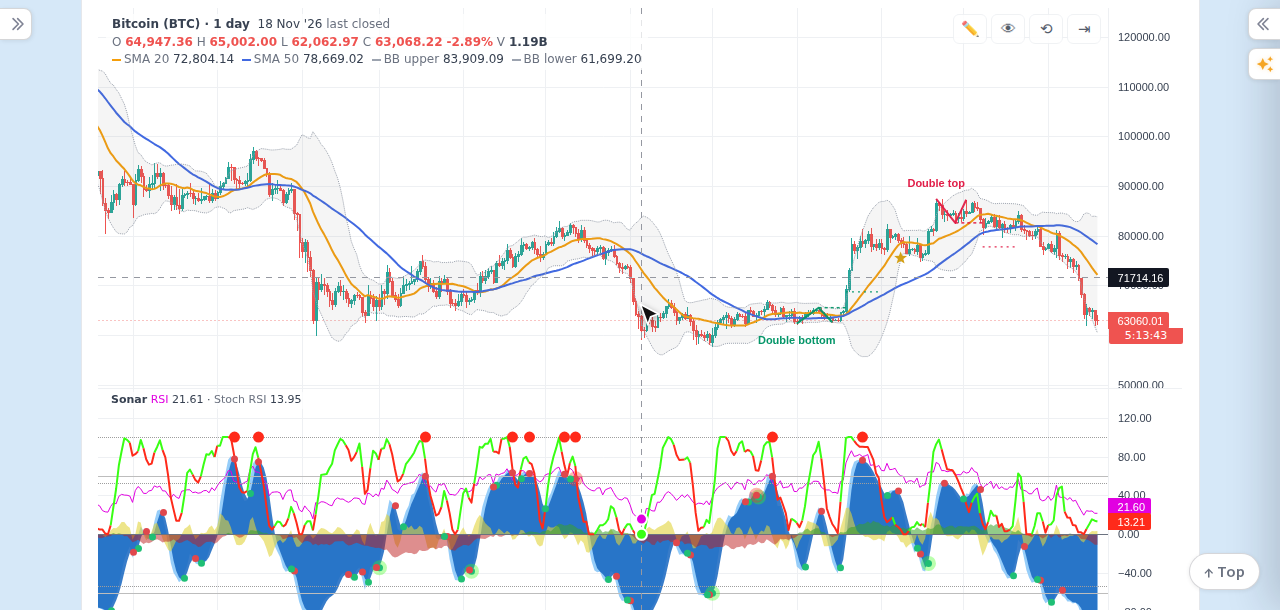 Bitcoin (BTC) · 1 day 18 Nov '26 last closed
O 64,947.36 H 65,002.00 L 62,062.97 C 63,068.22 -2.89% V 1.19B
SMA 20 72,804.14 SMA 50 78,669.02 BB upper 83,909.09 BB lower 61,699.20
120000.00
110000.00
100000.00
90000.00
Double top
80000.00
71714.16
63060.01
5:13:43
Double bottom
50000.00
Sonar RSI 21.61 · Stoch RSI 13.95
120.00
80.00
40.00
21.60
13.21
0.00
−40.00
↑ Top